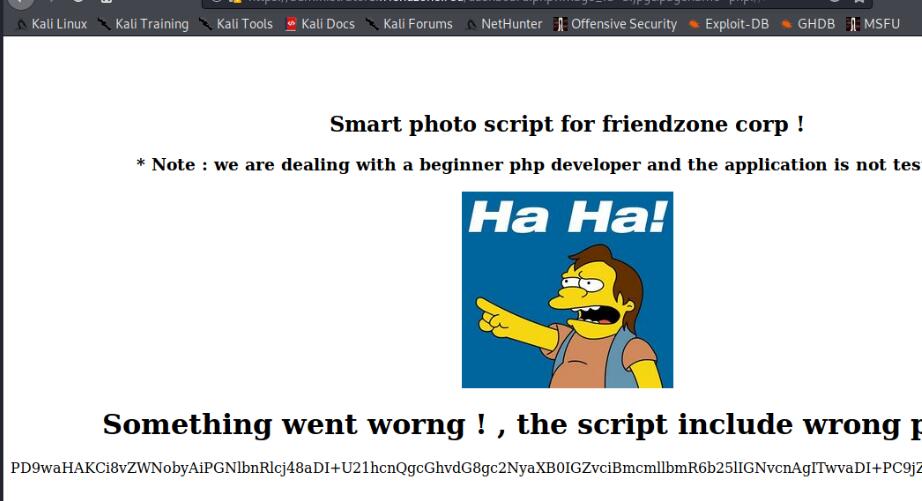 Kali Linux Kali Training Kali Tools Kali Docs Kali Forums NetHunter Offensive Security Exploit-DB GHDB MSFU
Smart photo script for friendzone corp !
* Note : we are dealing with a beginner php developer and the application is not tes
Ha Ha!
Something went worng ! , the script include wrong p
PD9waHAKCi8vZWNobyAiPGNlbnRlcj48aDI+U21hcnQgcGhvdG8gc2NyaXB0IGZvciBmcmllbmR6b25lIGNvcnAgITwvaDI+PC9jZ